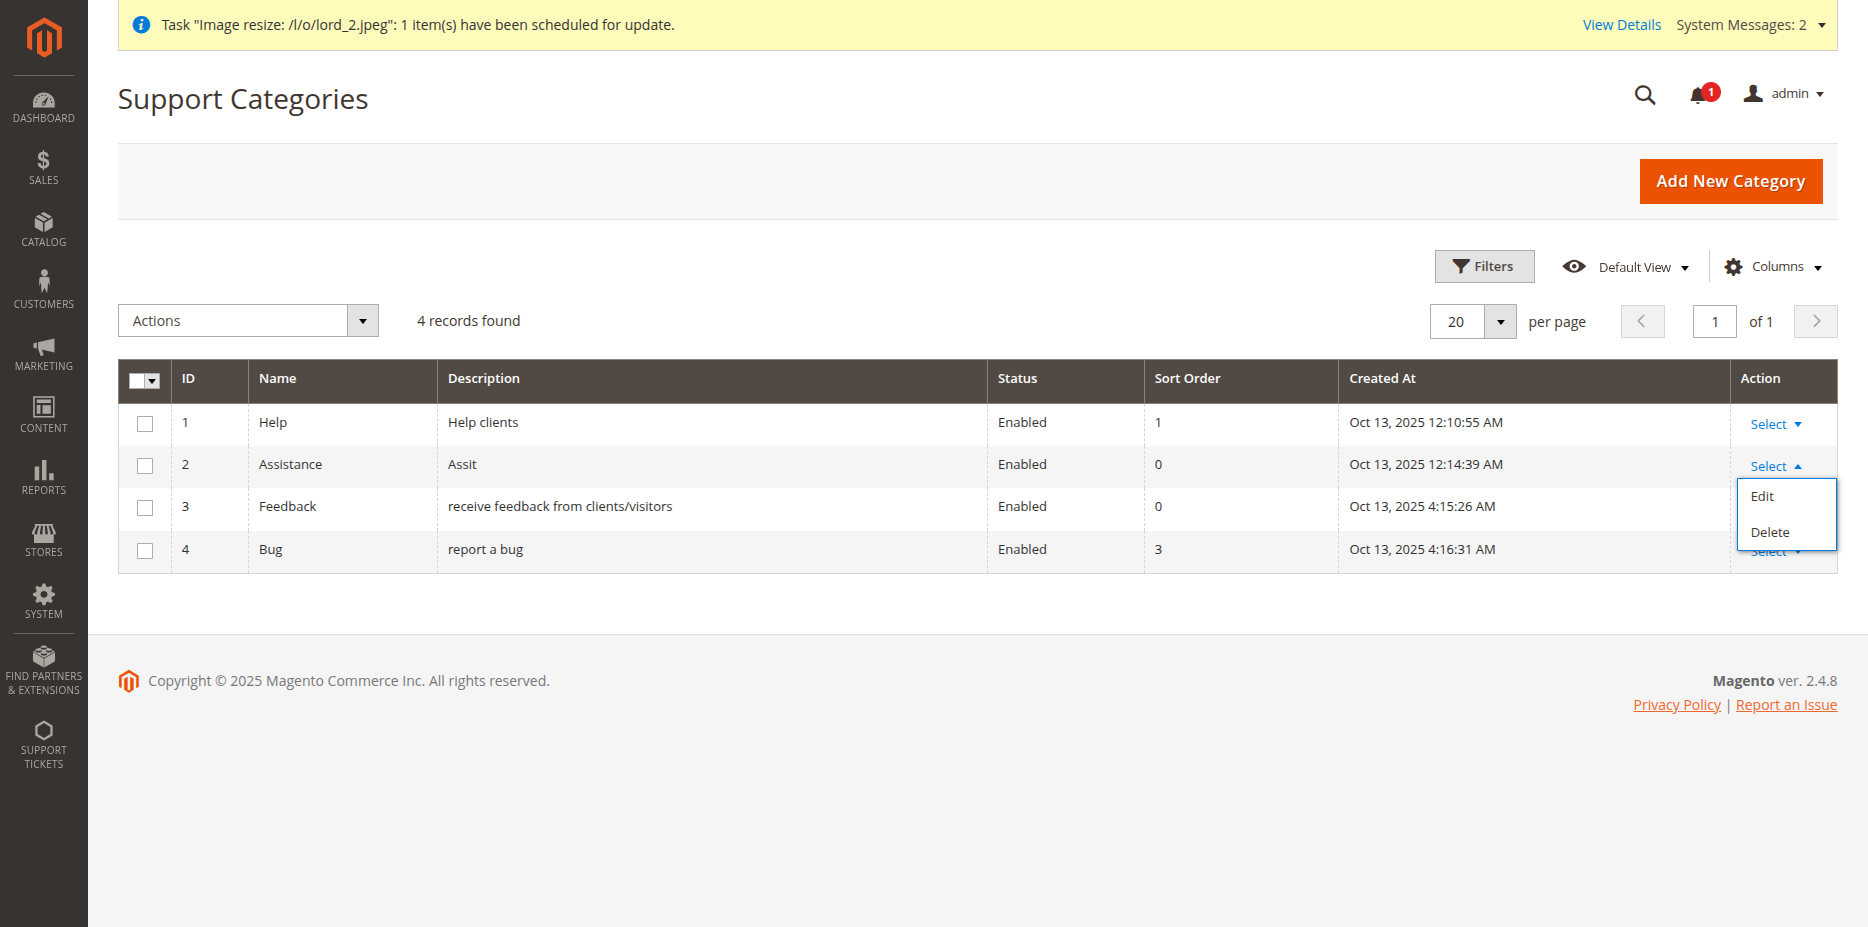 Task "Image resize: /l/o/lord_2.jpeg": 1 item(s) have been scheduled for update.
View Details
System Messages: 2
DASHBOARD
SALES
CATALOG
CUSTOMERS
MARKETING
CONTENT
REPORTS
STORES
SYSTEM
FIND PARTNERS
& EXTENSIONS
SUPPORT
TICKETS
Support Categories
1
admin
Add New Category
Filters
Default View
Columns
Actions
4 records found
20
per page
1
of 1
ID Name Description Status Sort Order Created At Action
1 Help Help clients Enabled 1 Oct 13, 2025 12:10:55 AM Select
2 Assistance Assit Enabled 0 Oct 13, 2025 12:14:39 AM Select
Edit
3 Feedback receive feedback from clients/visitors Enabled 0 Oct 13, 2025 4:15:26 AM
Delete
4 Bug report a bug Enabled 3 Oct 13, 2025 4:16:31 AM Select
Copyright © 2025 Magento Commerce Inc. All rights reserved.
Magento ver. 2.4.8
Privacy Policy | Report an Issue